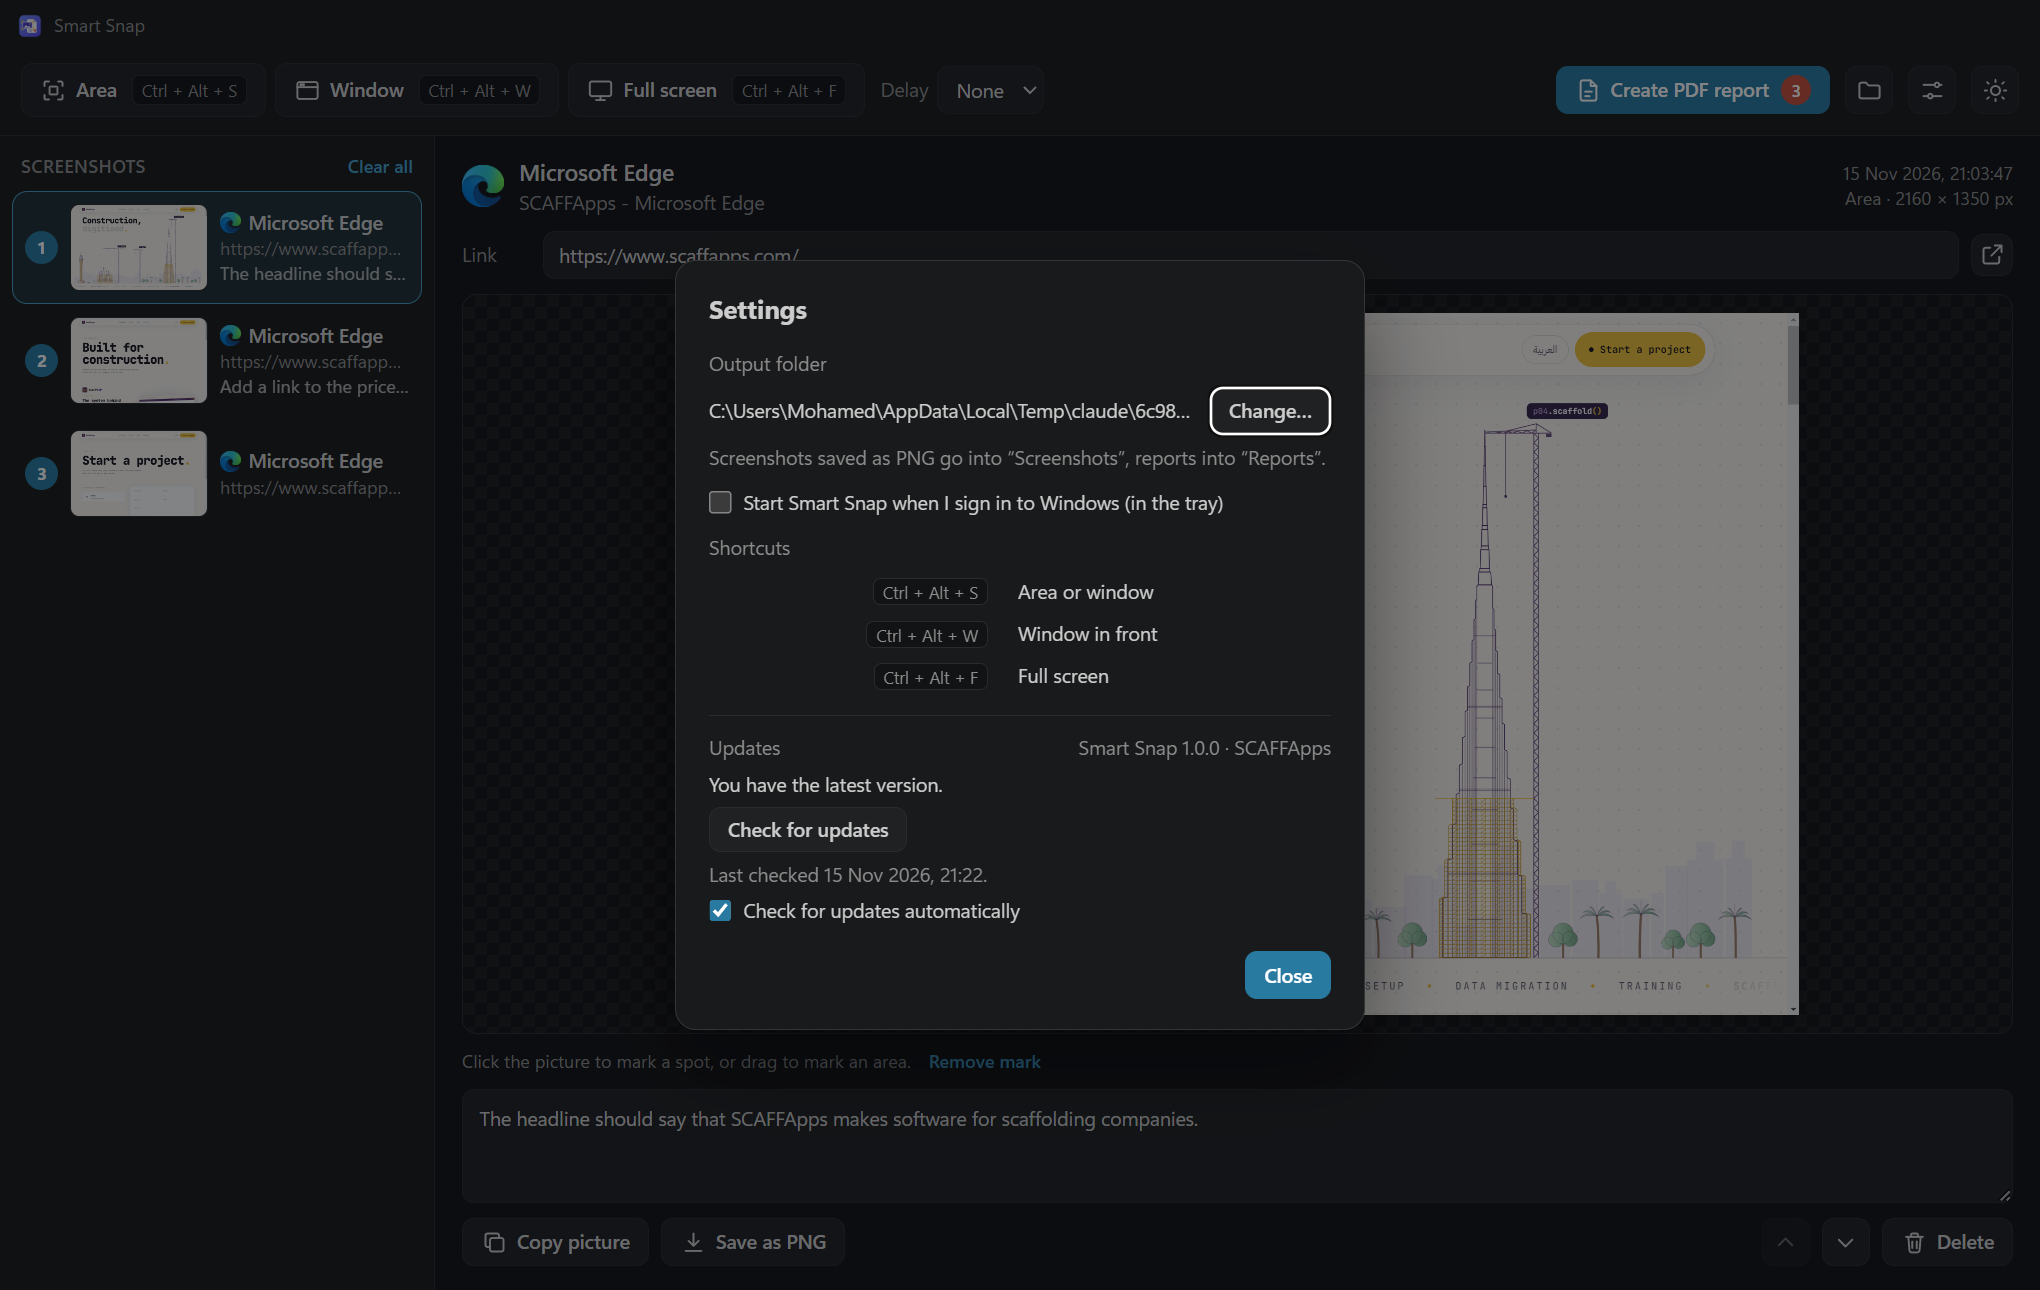 Smart Snap
Area Ctrl + Alt + S Window Ctrl + Alt + W Full screen Ctrl + Alt + F Delay None Create PDF report 3
SCREENSHOTS Clear all
1
Construction,
digitised.
Microsoft Edge
https://www.scaffapp...
The headline should s...
2
Built for
construction.
Microsoft Edge
https://www.scaffapp...
Add a link to the price...
3
Start a project.
Microsoft Edge
https://www.scaffapp...
Microsoft Edge
SCAFFApps - Microsoft Edge
15 Nov 2026, 21:03:47
Area · 2160 × 1350 px
Link https://www.scaffapps.com/
Settings
Output folder
C:\Users\Mohamed\AppData\Local\Temp\claude\6c98... Change...
Screenshots saved as PNG go into “Screenshots”, reports into “Reports”.
Start Smart Snap when I sign in to Windows (in the tray)
Shortcuts
Ctrl + Alt + S Area or window
Ctrl + Alt + W Window in front
Ctrl + Alt + F Full screen
Updates Smart Snap 1.0.0 · SCAFFApps
You have the latest version.
Check for updates
Last checked 15 Nov 2026, 21:22.
Check for updates automatically
Close
العربية • Start a project
p04.scaffold()
SETUP • DATA MIGRATION • TRAINING •
Click the picture to mark a spot, or drag to mark an area. Remove mark
The headline should say that SCAFFApps makes software for scaffolding companies.
Copy picture Save as PNG Delete